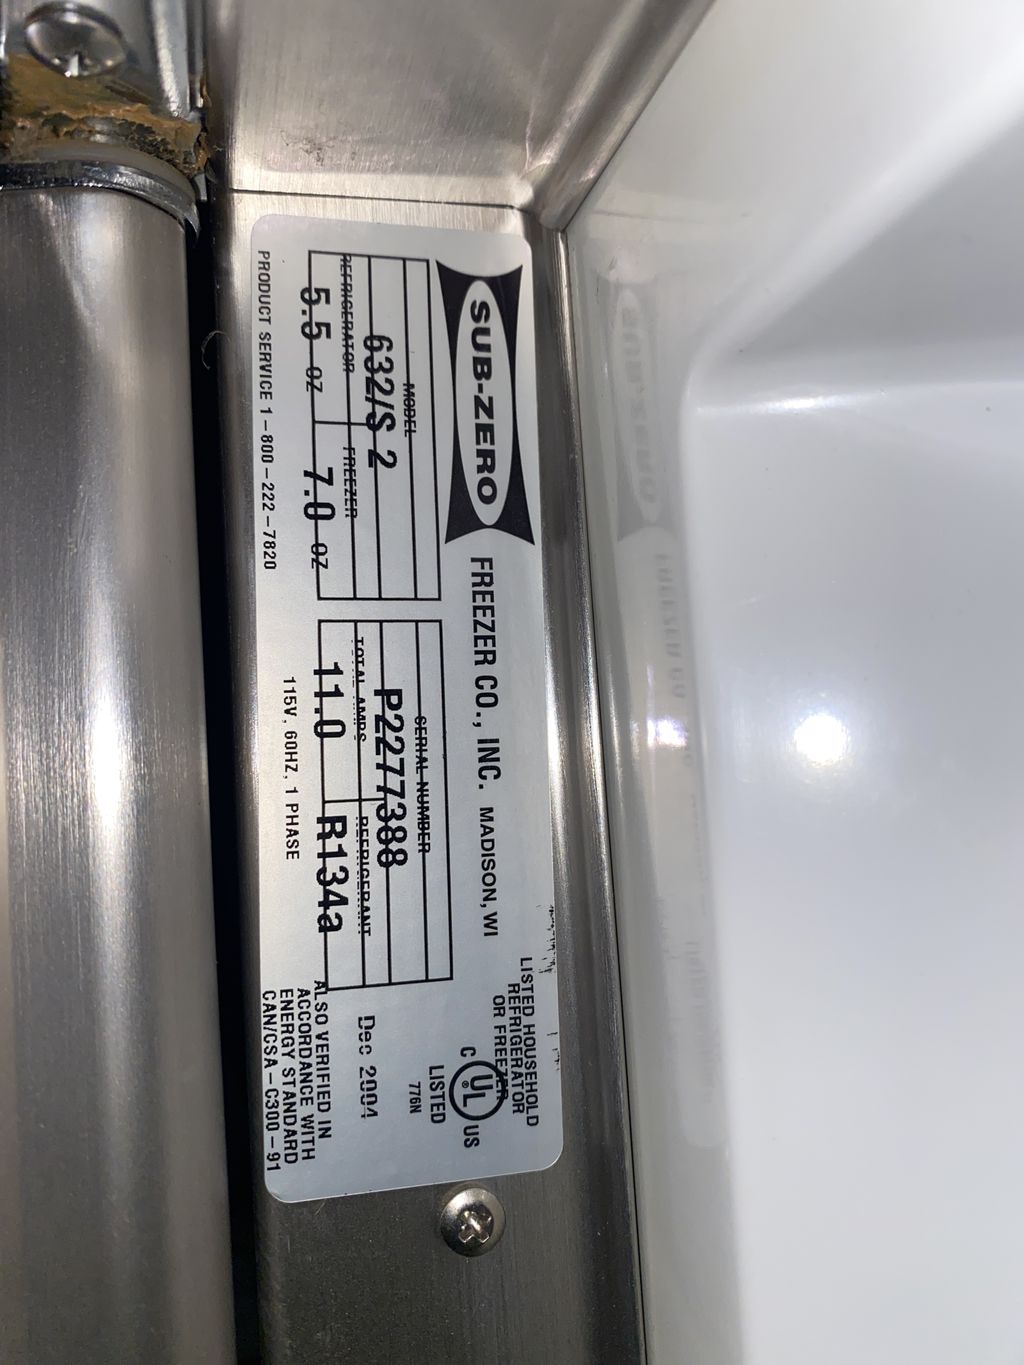 SUB-ZERO FREEZER CO., INC. MADISON, WI
LISTED HOUSEHOLD
REFRIGERATOR
OR FREEZER
C UL ® US
LISTED
776N
MODEL
632/S 2
REFRIGERATOR FREEZER
5.5 OZ 7.0 OZ
SERIAL NUMBER
P2277388
TOTAL AMPS REFRIGERANT
11.0 R134a
Dec 2004
PRODUCT SERVICE 1-800-222-7820
115V, 60HZ, 1 PHASE
ALSO VERIFIED IN
ACCORDANCE WITH
ENERGY STANDARD
CAN/CSA-C300-91